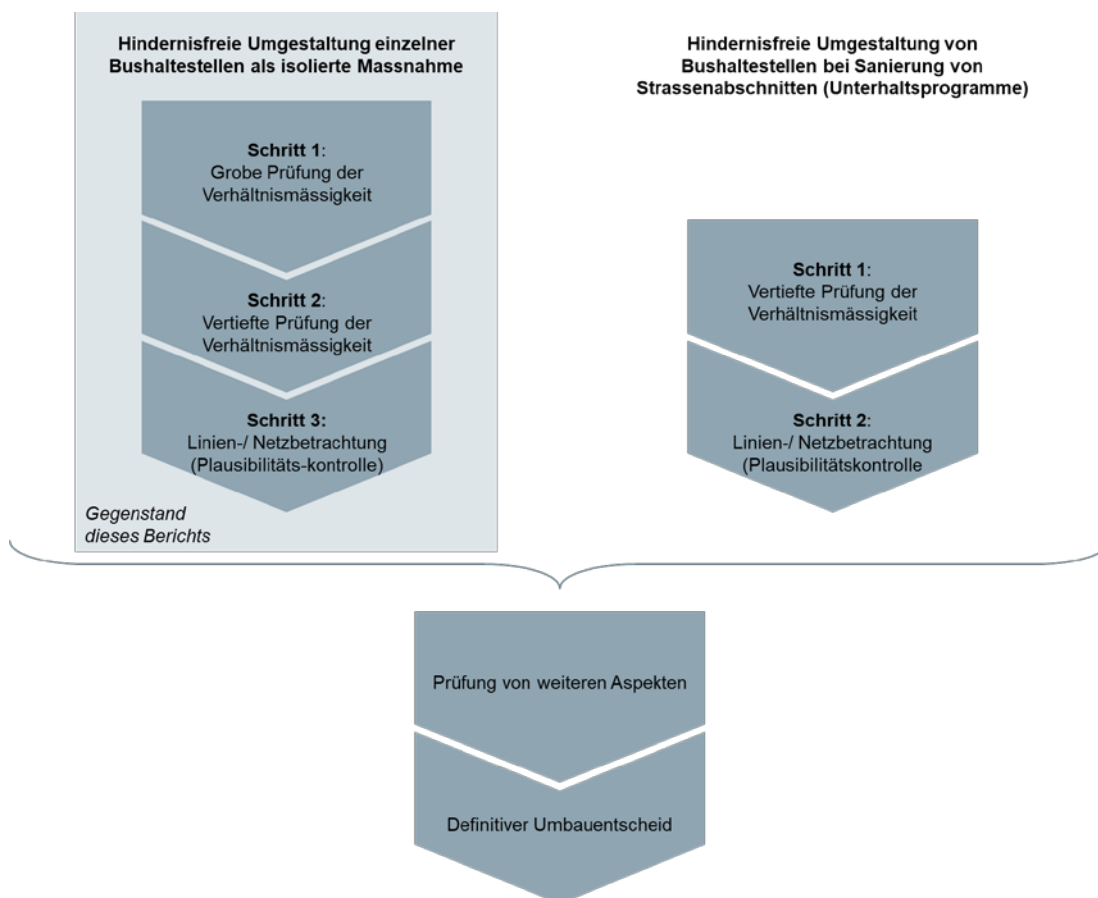 Hindernisfreie Umgestaltung einzelner
Bushaltestellen als isolierte Massnahme
Schritt 1:
Grobe Prüfung der
Verhältnismässigkeit
Schritt 2:
Vertiefte Prüfung der
Verhältnismässigkeit
Schritt 3:
Linien-/ Netzbetrachtung
(Plausibilitäts-kontrolle)
Gegenstand
dieses Berichts
Hindernisfreie Umgestaltung von
Bushaltestellen bei Sanierung von
Strassenabschnitten (Unterhaltsprogramme)
Schritt 1:
Vertiefte Prüfung der
Verhältnismässigkeit
Schritt 2:
Linien-/ Netzbetrachtung
(Plausibilitätskontrolle
Prüfung von weiteren Aspekten
Definitiver Umbauentscheid